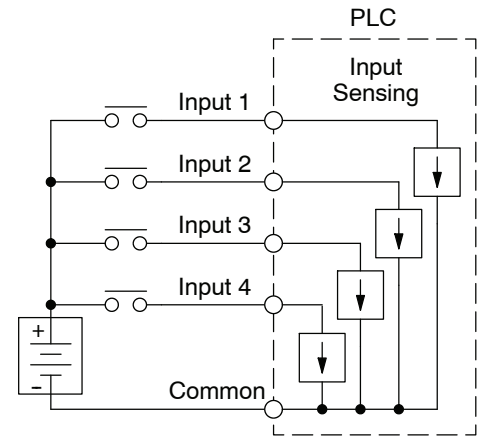 PLC
Input
Sensing
Input 1
Input 2
Input 3
Input 4
+
–
Common